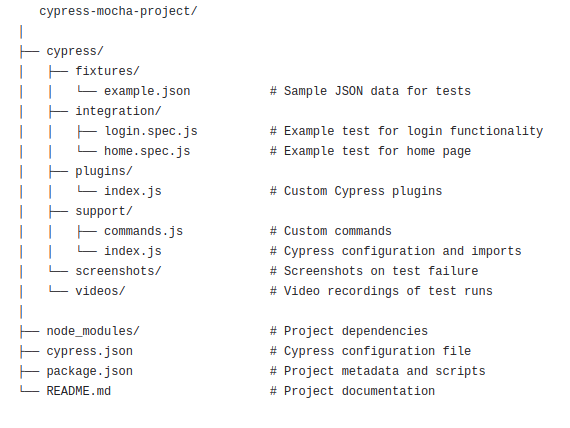 cypress-mocha-project/
│
├── cypress/
│   ├── fixtures/
│   │   └── example.json           # Sample JSON data for tests
│   ├── integration/
│   │   ├── login.spec.js          # Example test for login functionality
│   │   └── home.spec.js           # Example test for home page
│   ├── plugins/
│   │   └── index.js               # Custom Cypress plugins
│   ├── support/
│   │   ├── commands.js            # Custom commands
│   │   └── index.js               # Cypress configuration and imports
│   └── screenshots/               # Screenshots on test failure
│   └── videos/                    # Video recordings of test runs
│
├── node_modules/                  # Project dependencies
├── cypress.json                   # Cypress configuration file
├── package.json                   # Project metadata and scripts
└── README.md                      # Project documentation